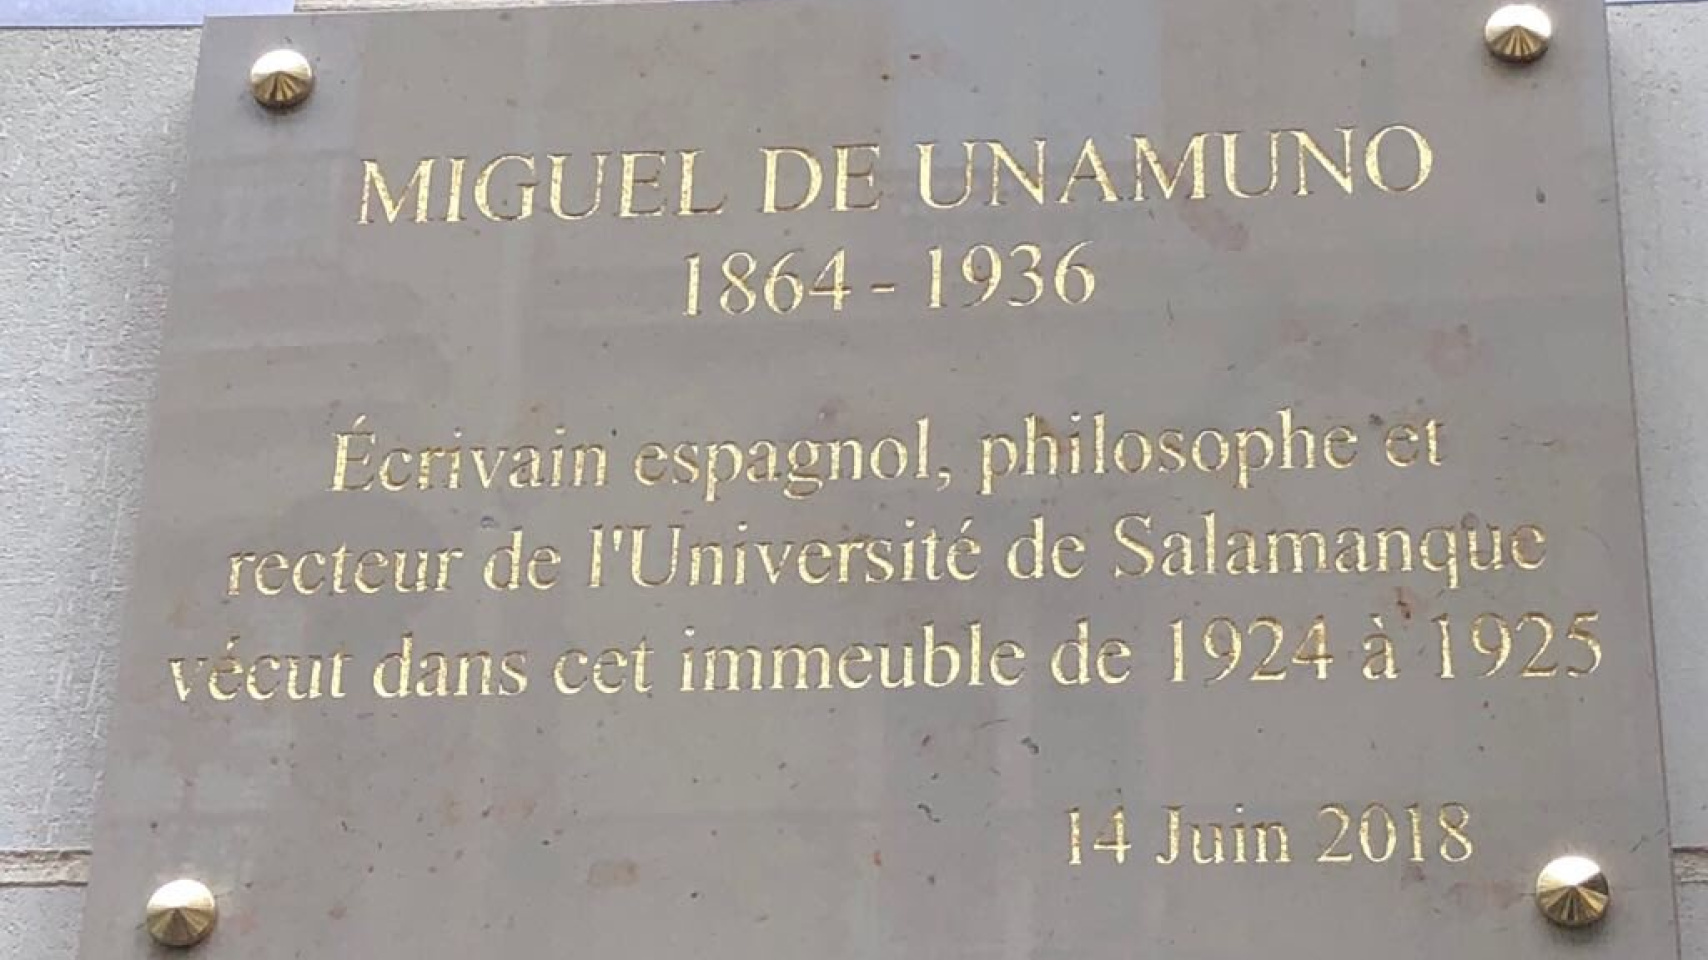 MIGUEL DE UNAMUNO
1864 - 1936
Écrivain espagnol, philosophe et
recteur de l'Université de Salamanque
vécut dans cet immeuble de 1924 à 1925
14 Juin 2018